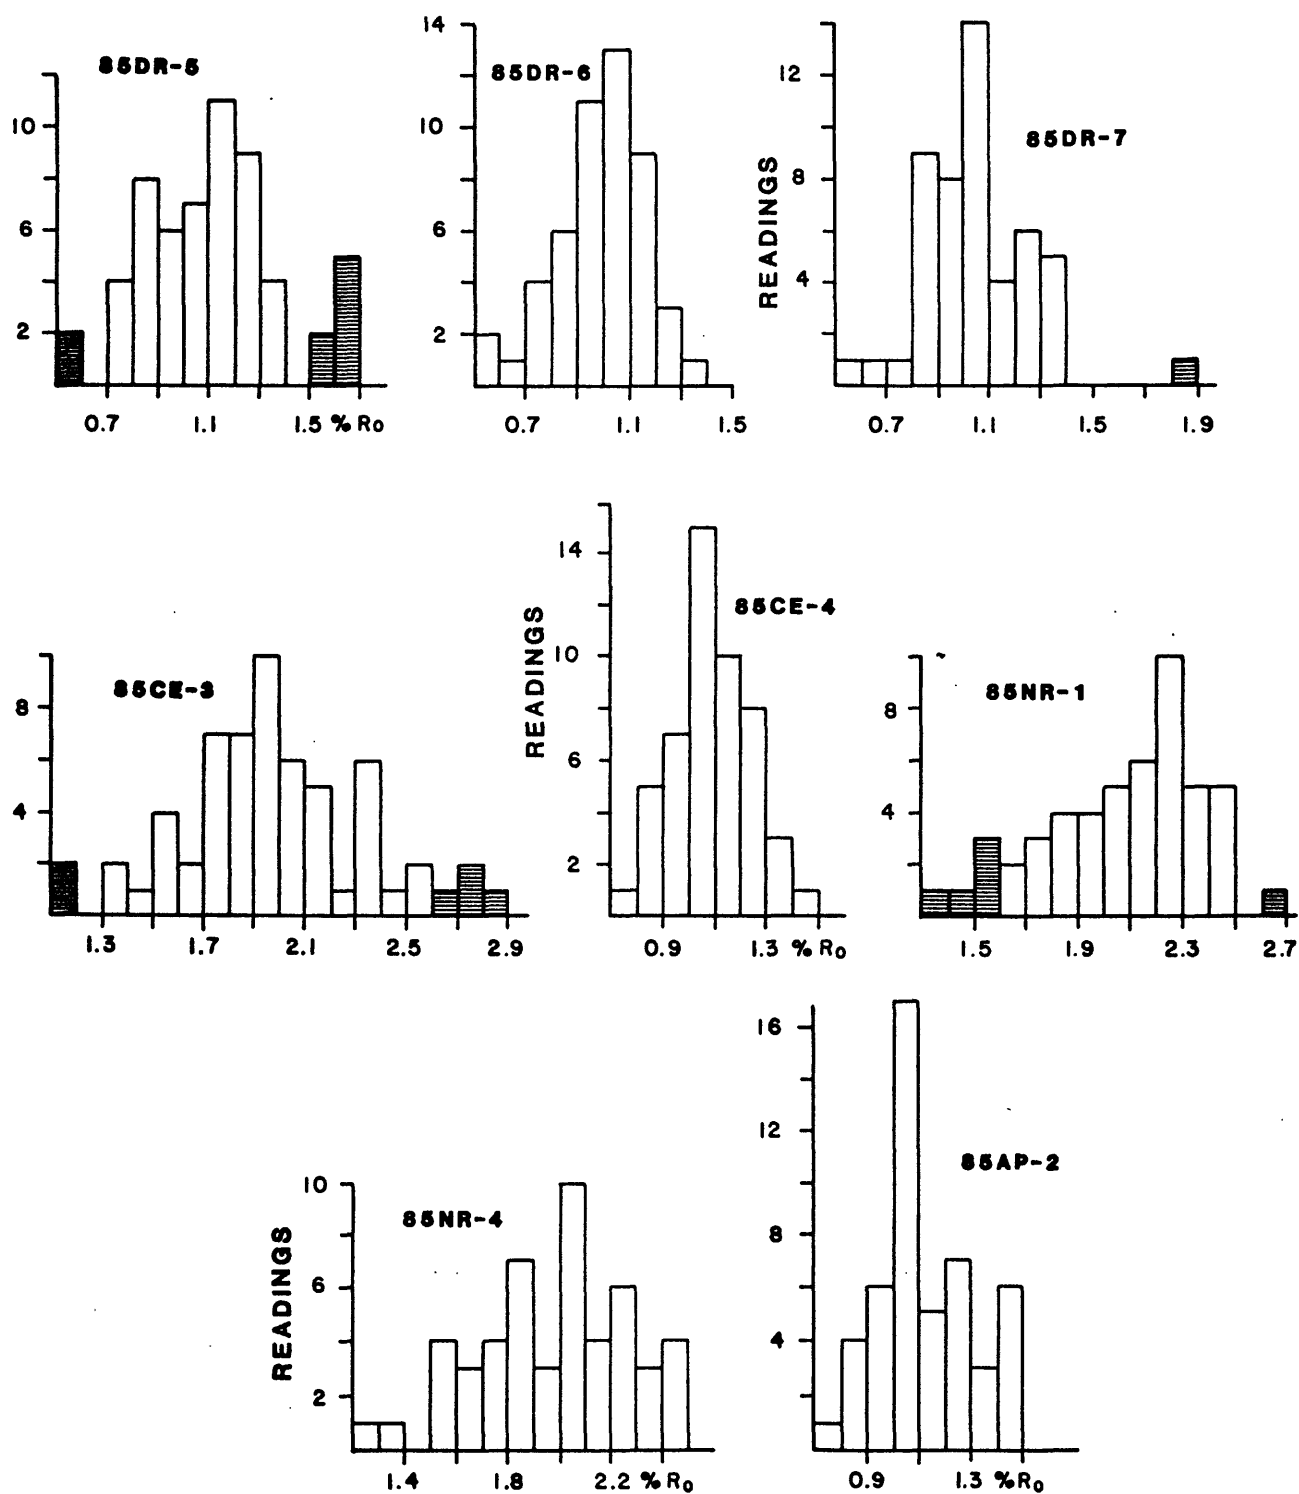 85DR-5
10
6
2
0.7 1.1 1.5 % Ro
14
85DR-6
10
6
2
0.7 1.1 1.5
READINGS
12
85DR-7
8
4
0.7 1.1 1.5 1.9
85CE-3
8
4
1.3 1.7 2.1 2.5 2.9
READINGS
14
85CE-4
10
6
2
0.9 1.3 % Ro
85NR-1
8
4
1.5 1.9 2.3 2.7
READINGS
10
85NR-4
6
2
1.4 1.8 2.2 % Ro
16
12
85AP-2
8
4
0.9 1.3 % Ro